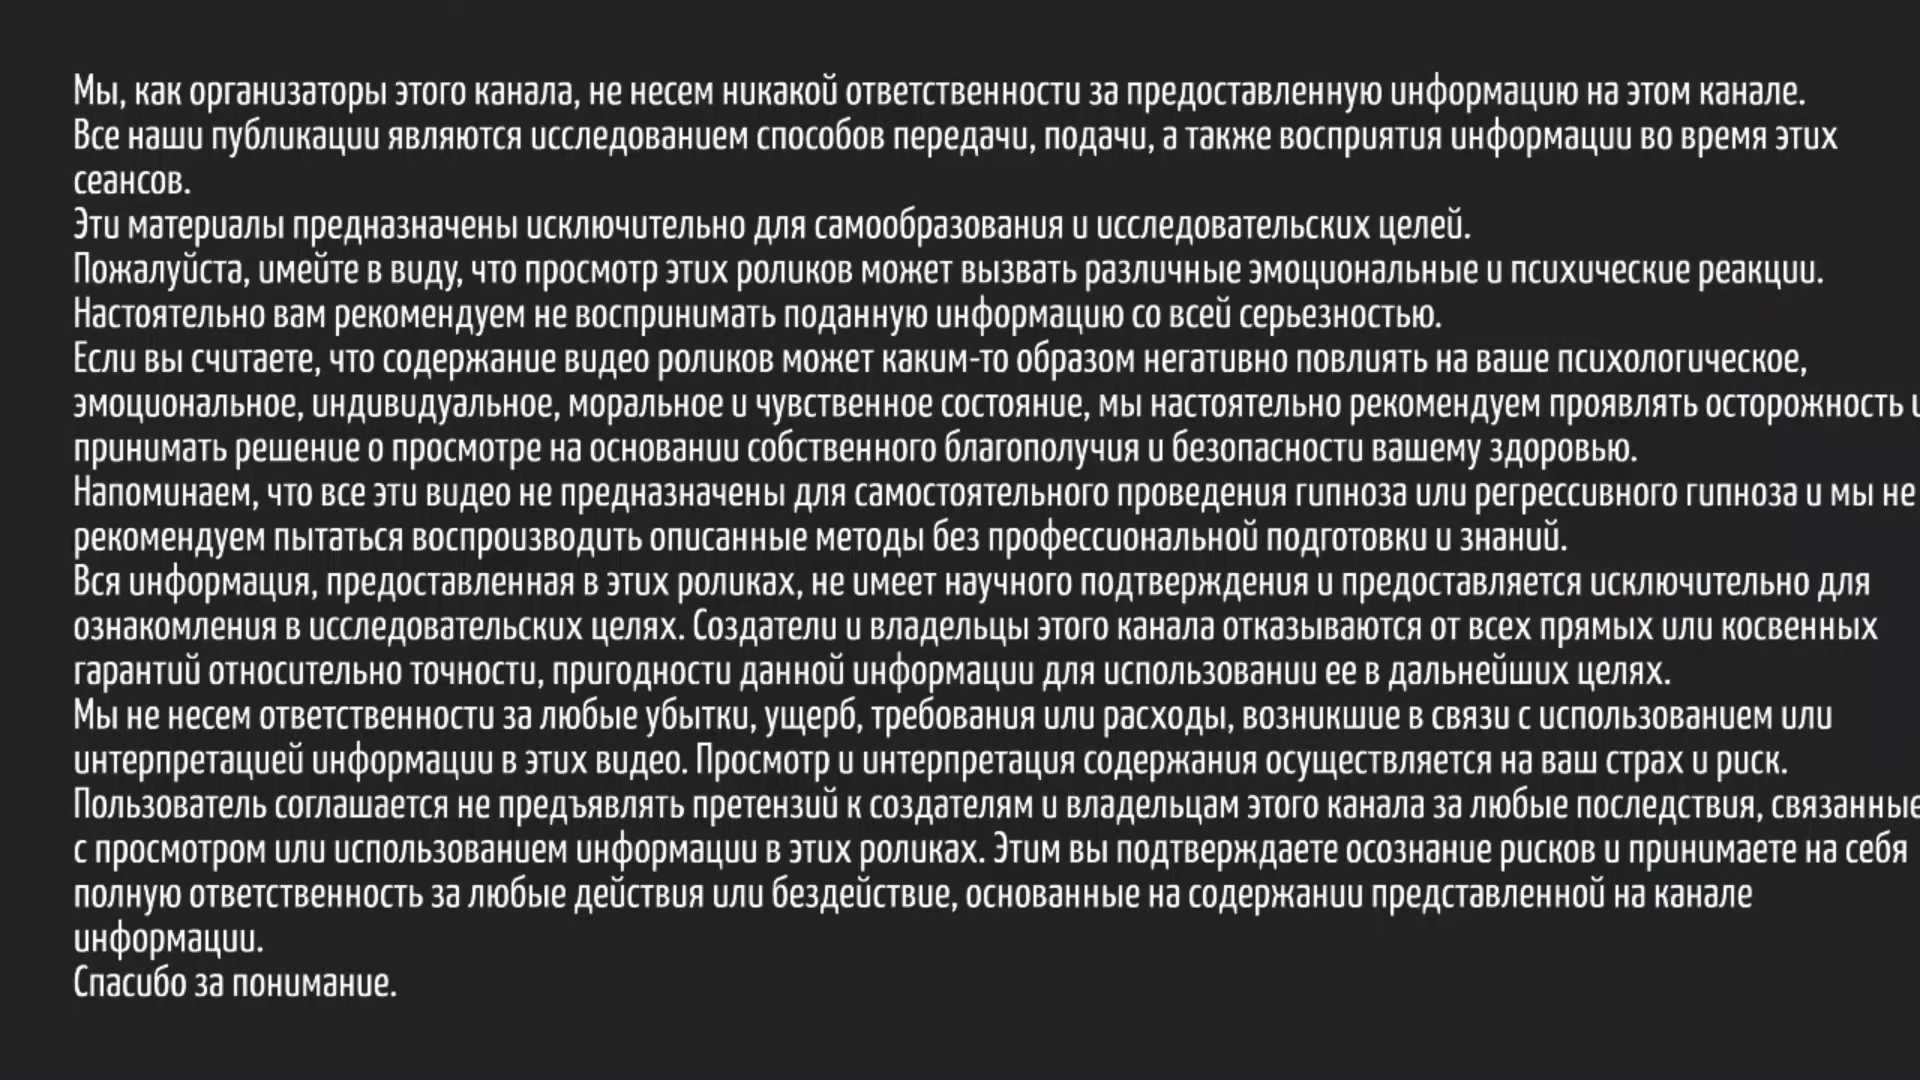 Мы, как организаторы этого канала, не несем никакой ответственности за предоставленную информацию на этом канале.
Все наши публикации являются исследованием способов передачи, подачи, а также восприятия информации во время этих
сеансов.
Эти материалы предназначены исключительно для самообразования и исследовательских целей.
Пожалуйста, имейте в виду, что просмотр этих роликов может вызвать различные эмоциональные и психические реакции.
Настоятельно вам рекомендуем не воспринимать поданную информацию со всей серьезностью.
Если вы считаете, что содержание видео роликов может каким-то образом негативно повлиять на ваше психологическое,
эмоциональное, индивидуальное, моральное и чувственное состояние, мы настоятельно рекомендуем проявлять осторожность и
принимать решение о просмотре на основании собственного благополучия и безопасности вашему здоровью.
Напоминаем, что все эти видео не предназначены для самостоятельного проведения гипноза или регрессивного гипноза и мы не
рекомендуем пытаться воспроизводить описанные методы без профессиональной подготовки и знаний.
Вся информация, предоставленная в этих роликах, не имеет научного подтверждения и предоставляется исключительно для
ознакомления в исследовательских целях. Создатели и владельцы этого канала отказываются от всех прямых или косвенных
гарантий относительно точности, пригодности данной информации для использовании ее в дальнейших целях.
Мы не несем ответственности за любые убытки, ущерб, требования или расходы, возникшие в связи с использованием или
интерпретацией информации в этих видео. Просмотр и интерпретация содержания осуществляется на ваш страх и риск.
Пользователь соглашается не предъявлять претензий к создателям и владельцам этого канала за любые последствия, связанные
с просмотром или использованием информации в этих роликах. Этим вы подтверждаете осознание рисков и принимаете на себя
полную ответственность за любые действия или бездействие, основанные на содержании представленной на канале
информации.
Спасибо за понимание.